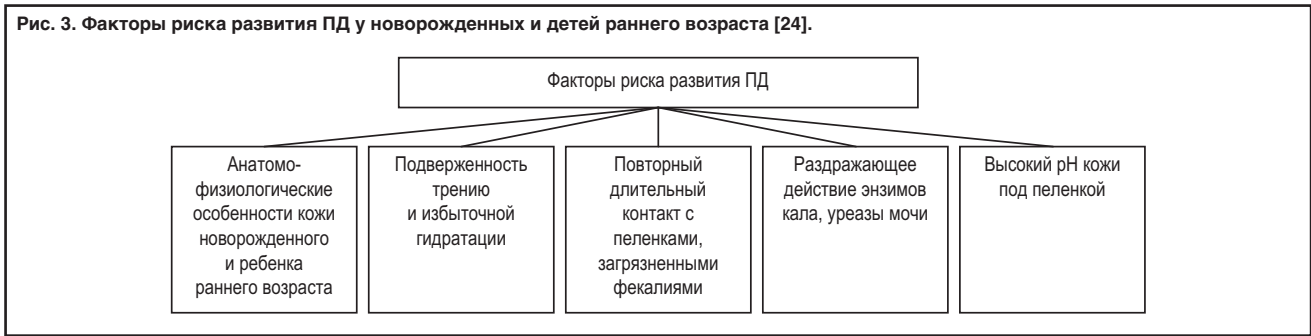 Рис. 3. Факторы риска развития ПД у новорожденных и детей раннего возраста [24].
Факторы риска развития ПД
Анатомо-
физиологические
особенности кожи
новорожденного
и ребенка
раннего возраста
Подверженность
трению
и избыточной
гидратации
Повторный
длительный
контакт с
пеленками,
загрязненными
фекалиями
Раздражающее
действие энзимов
кала, уреазы мочи
Высокий pH кожи
под пеленкой